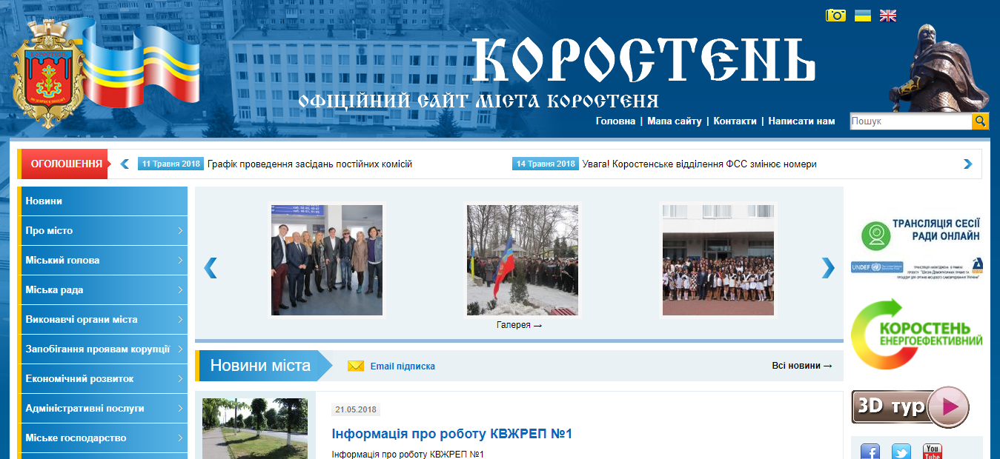 КОРОСТЕНЬ
ОФІЦІЙНИЙ САЙТ МІСТА КОРОСТЕНЯ
Головна | Мапа сайту | Контакти | Написати нам
Пошук
ОГОЛОШЕННЯ
11 Травня 2018 Графік проведення засідань постійних комісій
14 Травня 2018 Увага! Коростенське відділення ФСС змінює номери
Новини
Про місто
Міський голова
Міська рада
Виконавчі органи міста
Запобігання проявам корупції
Економічний розвиток
Адміністративні послуги
Міське господарство
Галерея →
Новини міста
Email підписка
Всі новини →
21.05.2018
Інформація про роботу КВЖРЕП №1
Інформація про роботу КВЖРЕП №1
ТРАНСЛЯЦІЯ СЕСІЇ
РАДИ ОНЛАЙН
UNDEF
КОРОСТЕНЬ
ЕНЕРГОЕФЕКТИВНИЙ
3D тур
You
Tube